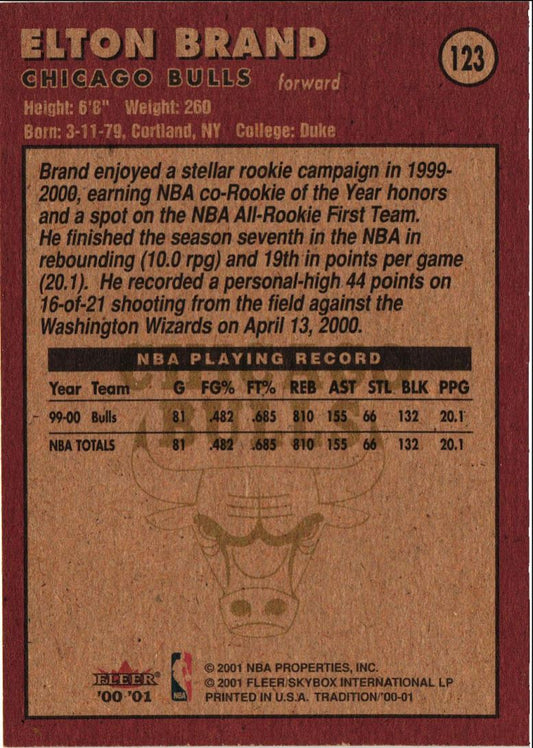 ELTON BRAND
123
CHICAGO BULLS forward
Height: 6'8" Weight: 260
Born: 3-11-79, Cortland, NY College: Duke
Brand enjoyed a stellar rookie campaign in 1999-
2000, earning NBA co-Rookie of the Year honors
and a spot on the NBA All-Rookie First Team.
He finished the season seventh in the NBA in
rebounding (10.0 rpg) and 19th in points per game
(20.1). He recorded a personal-high 44 points on
16-of-21 shooting from the field against the
Washington Wizards on April 13, 2000.
NBA PLAYING RECORD
CHICAGO
BULLS
Year Team G FG% FT% REB AST STL BLK PPG
99-00 Bulls 81 .482 .685 810 155 66 132 20.1
NBA TOTALS 81 .482 .685 810 155 66 132 20.1
FLEER
'00-'01
NBA
© 2001 NBA PROPERTIES, INC.
© 2001 FLEER/SKYBOX INTERNATIONAL LP
PRINTED IN U.S.A. TRADITION/'00-01